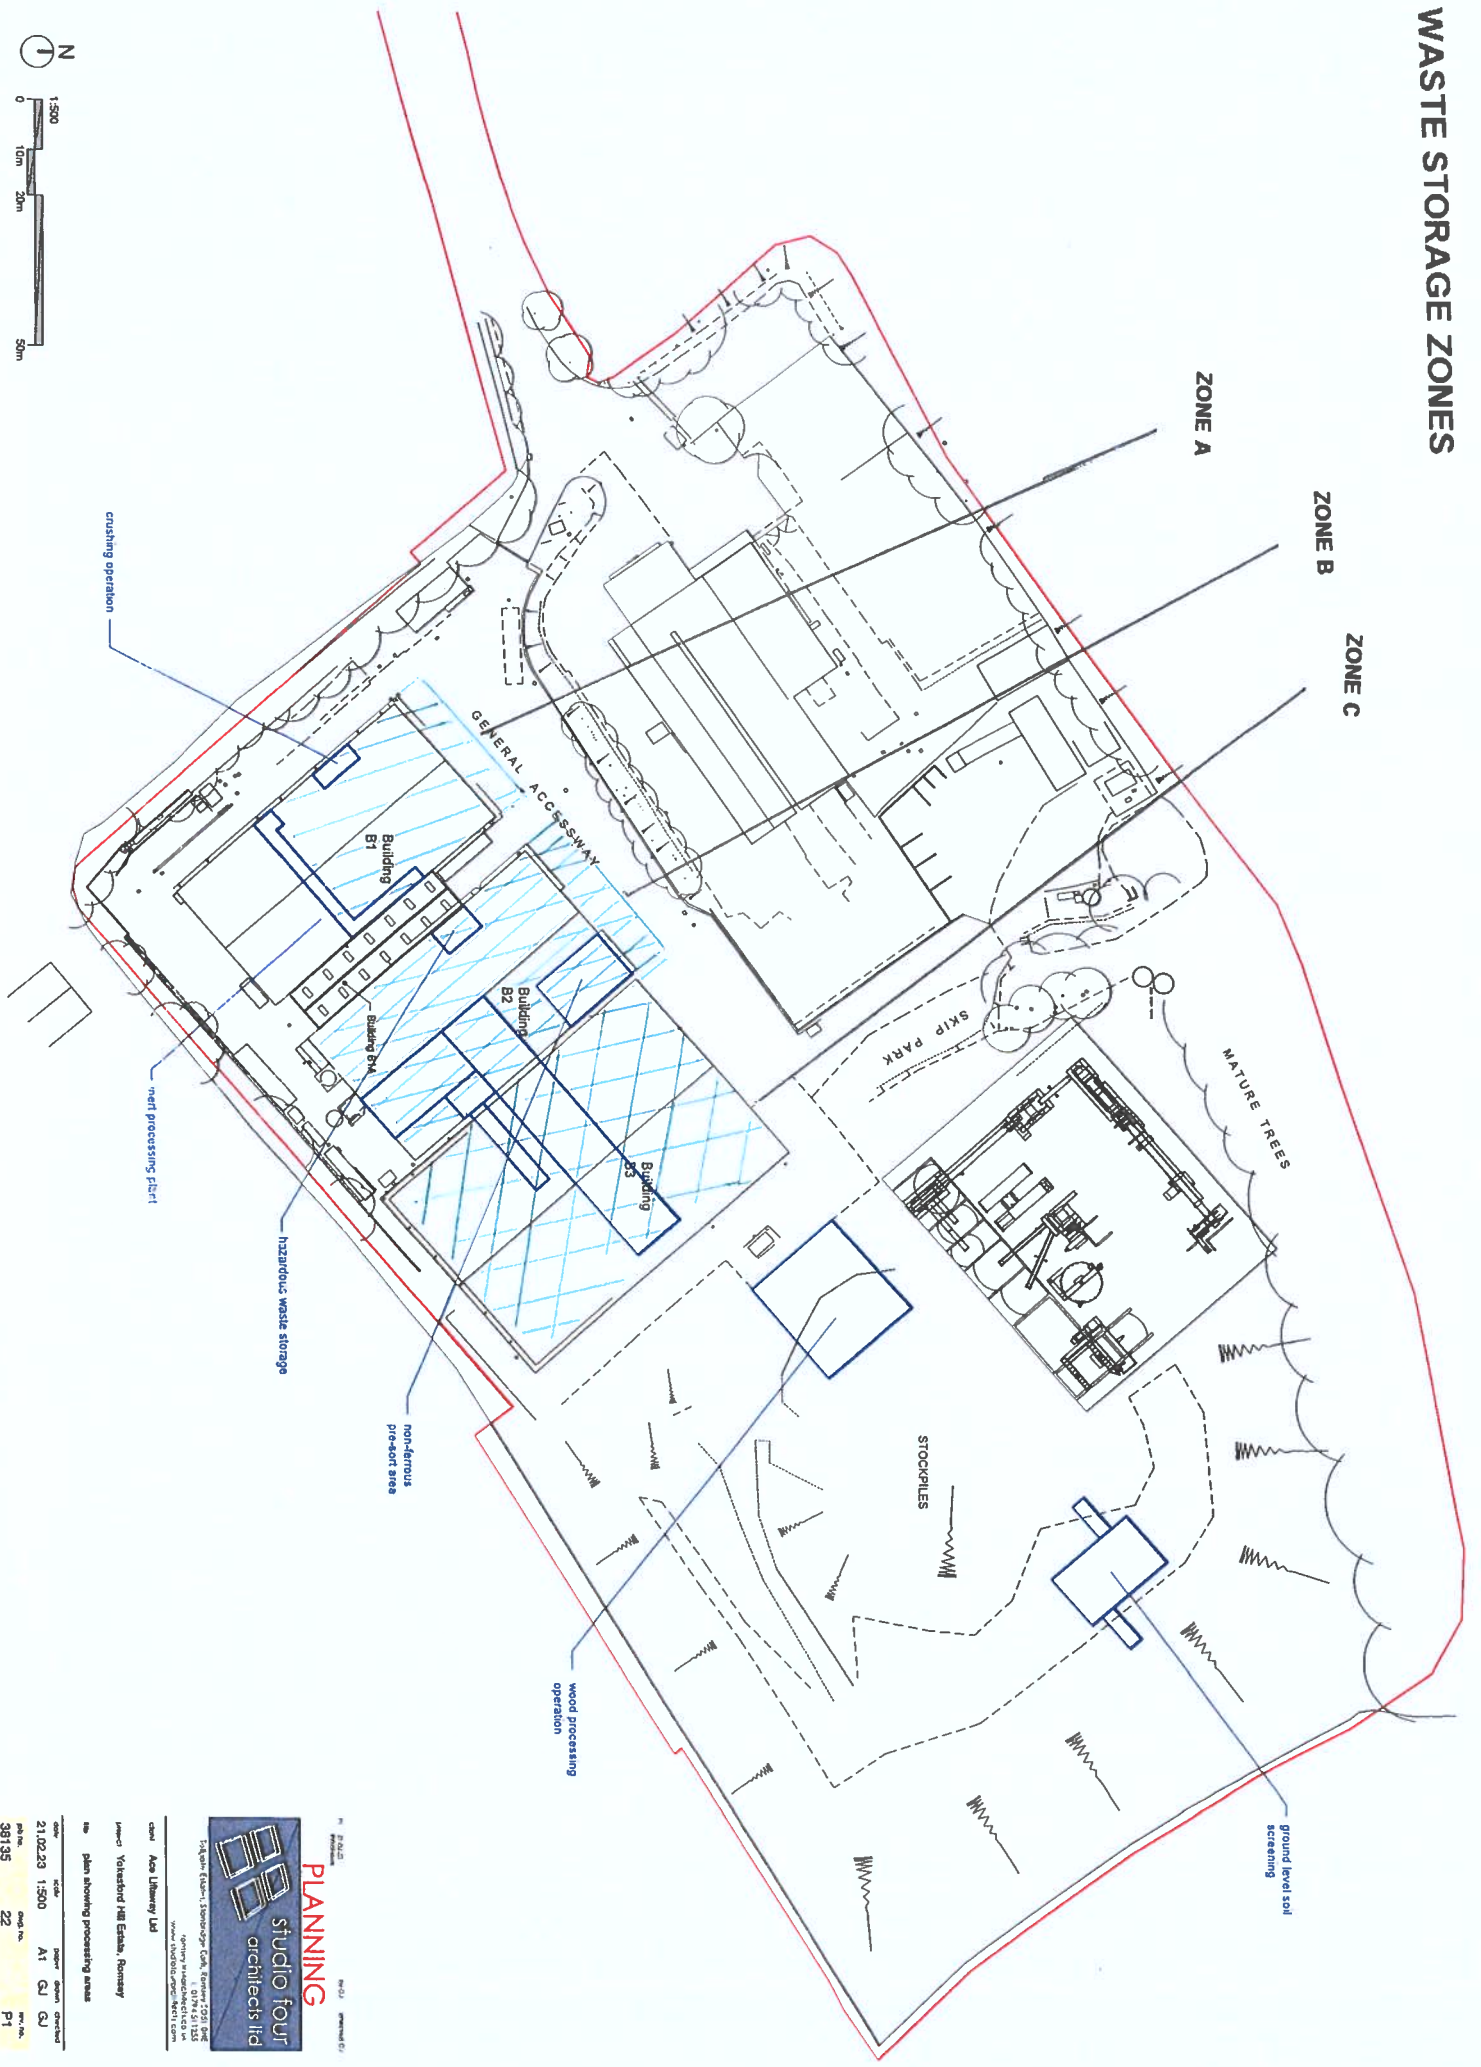 WASTE STORAGE ZONES
ZONE A
ZONE B
ZONE C
N
1:500
0
10m
20m
50m
GENERAL ACCESSWAY
SKIP PARK
MATURE TREES
STOCKPILES
Building
B1
Building B1A
Building
B2
Building
B3
crushing operation
inert processing plant
hazardous waste storage
non-ferrous
pre-sort area
wood processing
operation
ground level soil
screening
PLANNING
studio four
architects ltd
client
project Yokesford Hill Estate, Romsey
title plan showing processing areas
date
scale
paper
drawn
checked
21.02.23
1:500
A1
GJ
GJ
job no.
dwg. no.
rev. no.
38135
22
P1